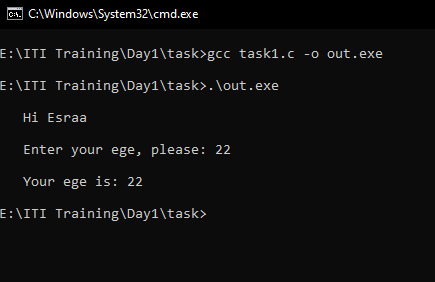 C:\Windows\System32\cmd.exe
E:\ITI Training\Day1\task>gcc task1.c -o out.exe
E:\ITI Training\Day1\task>.\out.exe
Hi Esraa
Enter your ege, please: 22
Your ege is: 22
E:\ITI Training\Day1\task>